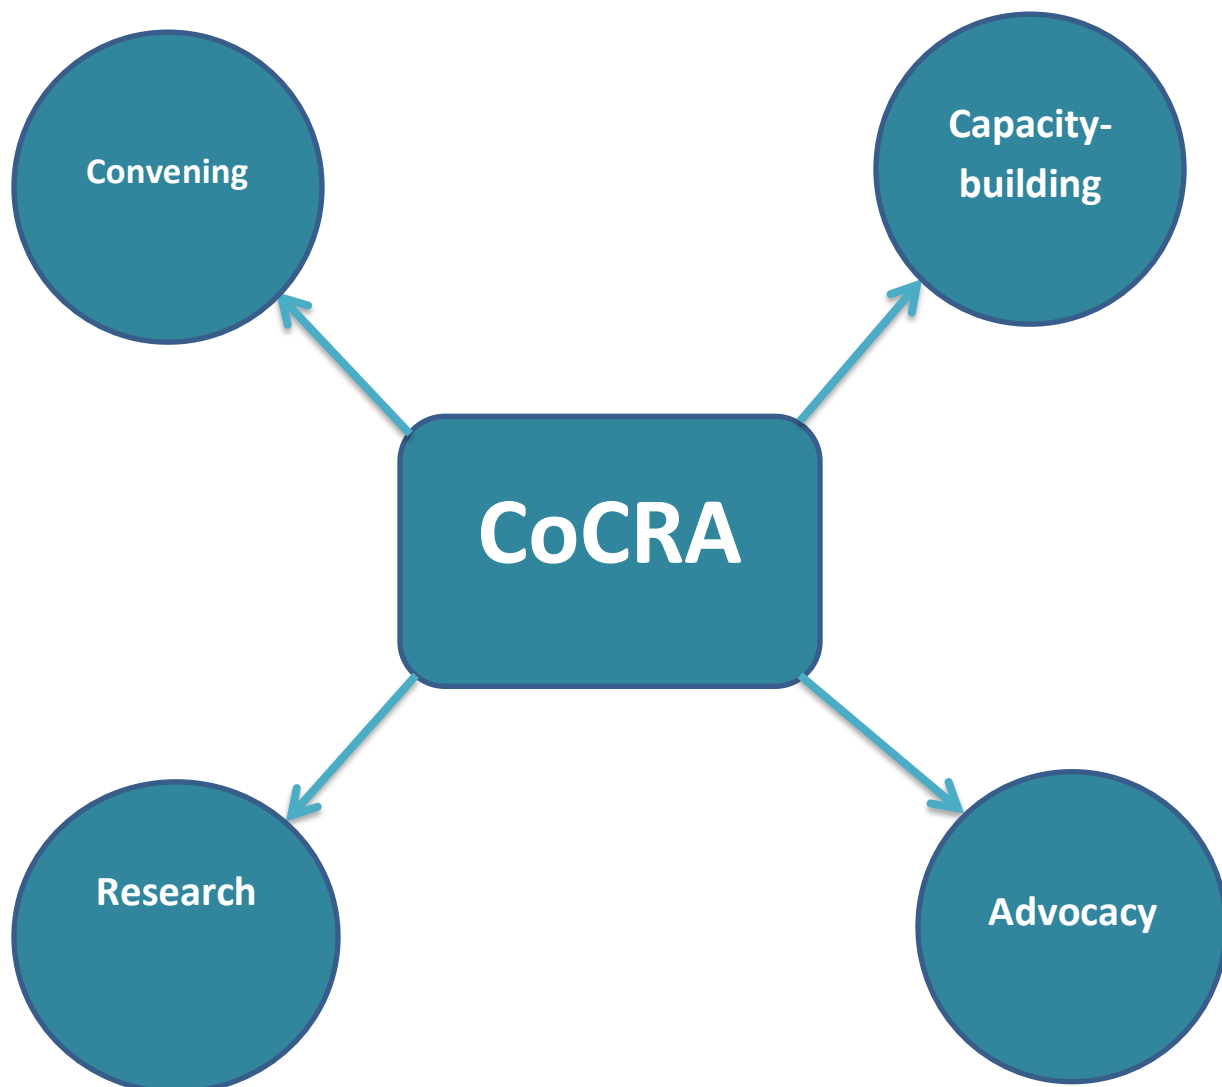 Convening
Capacity-
building
CoCRA
Research
Advocacy